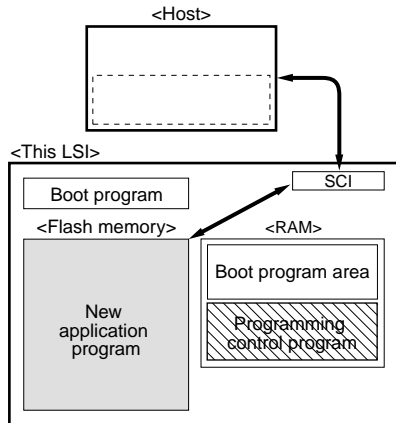 <Host>
<This LSI>
SCI
Boot program
<Flash memory>
<RAM>
Boot program area
New
application
program
Programming
control program